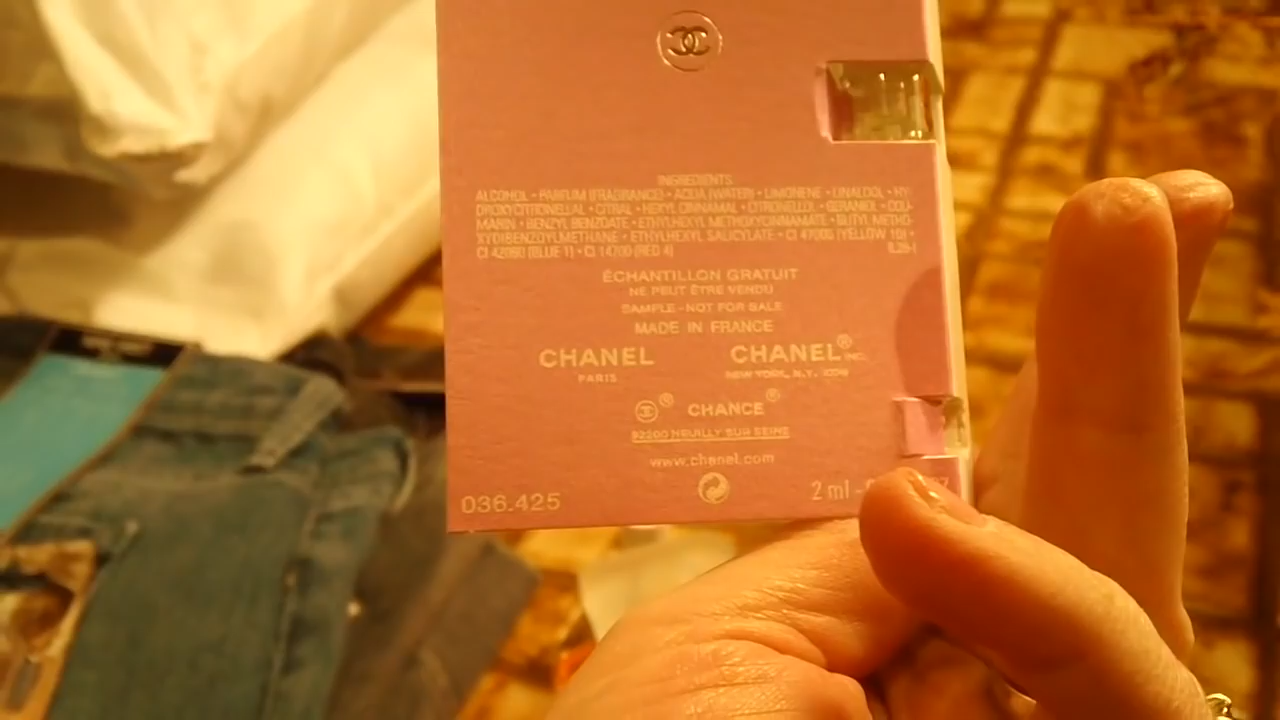 INGREDIENTS
ALCOHOL • PARFUM (FRAGRANCE) • AQUA (WATER) • LIMONENE • LINALOOL • HY-
DROXYCITRONELLAL • CITRAL • HEXYL CINNAMAL • CITRONELLOL • GERANIOL • COU-
MARIN • BENZYL BENZOATE • ETHYLHEXYL METHOXYCINNAMATE • BUTYL METHO-
XYDIBENZOYLMETHANE • ETHYLHEXYL SALICYLATE • CI 47005 (YELLOW 10) •
CI 42090 (BLUE 1) • CI 14700 (RED 4)
ÉCHANTILLON GRATUIT
NE PEUT ÊTRE VENDU
SAMPLE - NOT FOR SALE
MADE IN FRANCE
CHANEL CHANEL® INC.
PARIS NEW YORK, N.Y.
® CHANCE®
92200 NEUILLY SUR SEINE
www.chanel.com
036.425 2 ml -